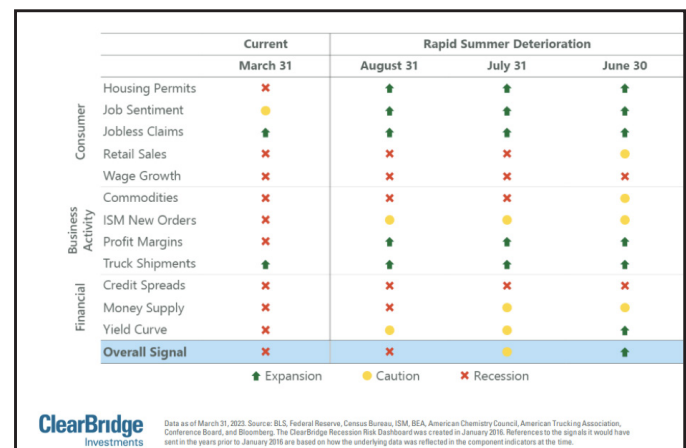 Current Rapid Summer Deterioration
March 31 August 31 July 31 June 30
Consumer
Housing Permits
Job Sentiment
Jobless Claims
Retail Sales
Wage Growth
Business
Activity
Commodities
ISM New Orders
Profit Margins
Truck Shipments
Financial
Credit Spreads
Money Supply
Yield Curve
Overall Signal
Expansion Caution Recession
ClearBridge
Investments
Data as of March 31, 2023. Source: BLS, Federal Reserve, Census Bureau, ISM, BEA, American Chemistry Council, American Trucking Association,
Conference Board, and Bloomberg. The ClearBridge Recession Risk Dashboard was created in January 2016. References to the signals it would have
sent in the years prior to January 2016 are based on how the underlying data was reflected in the component indicators at the time.